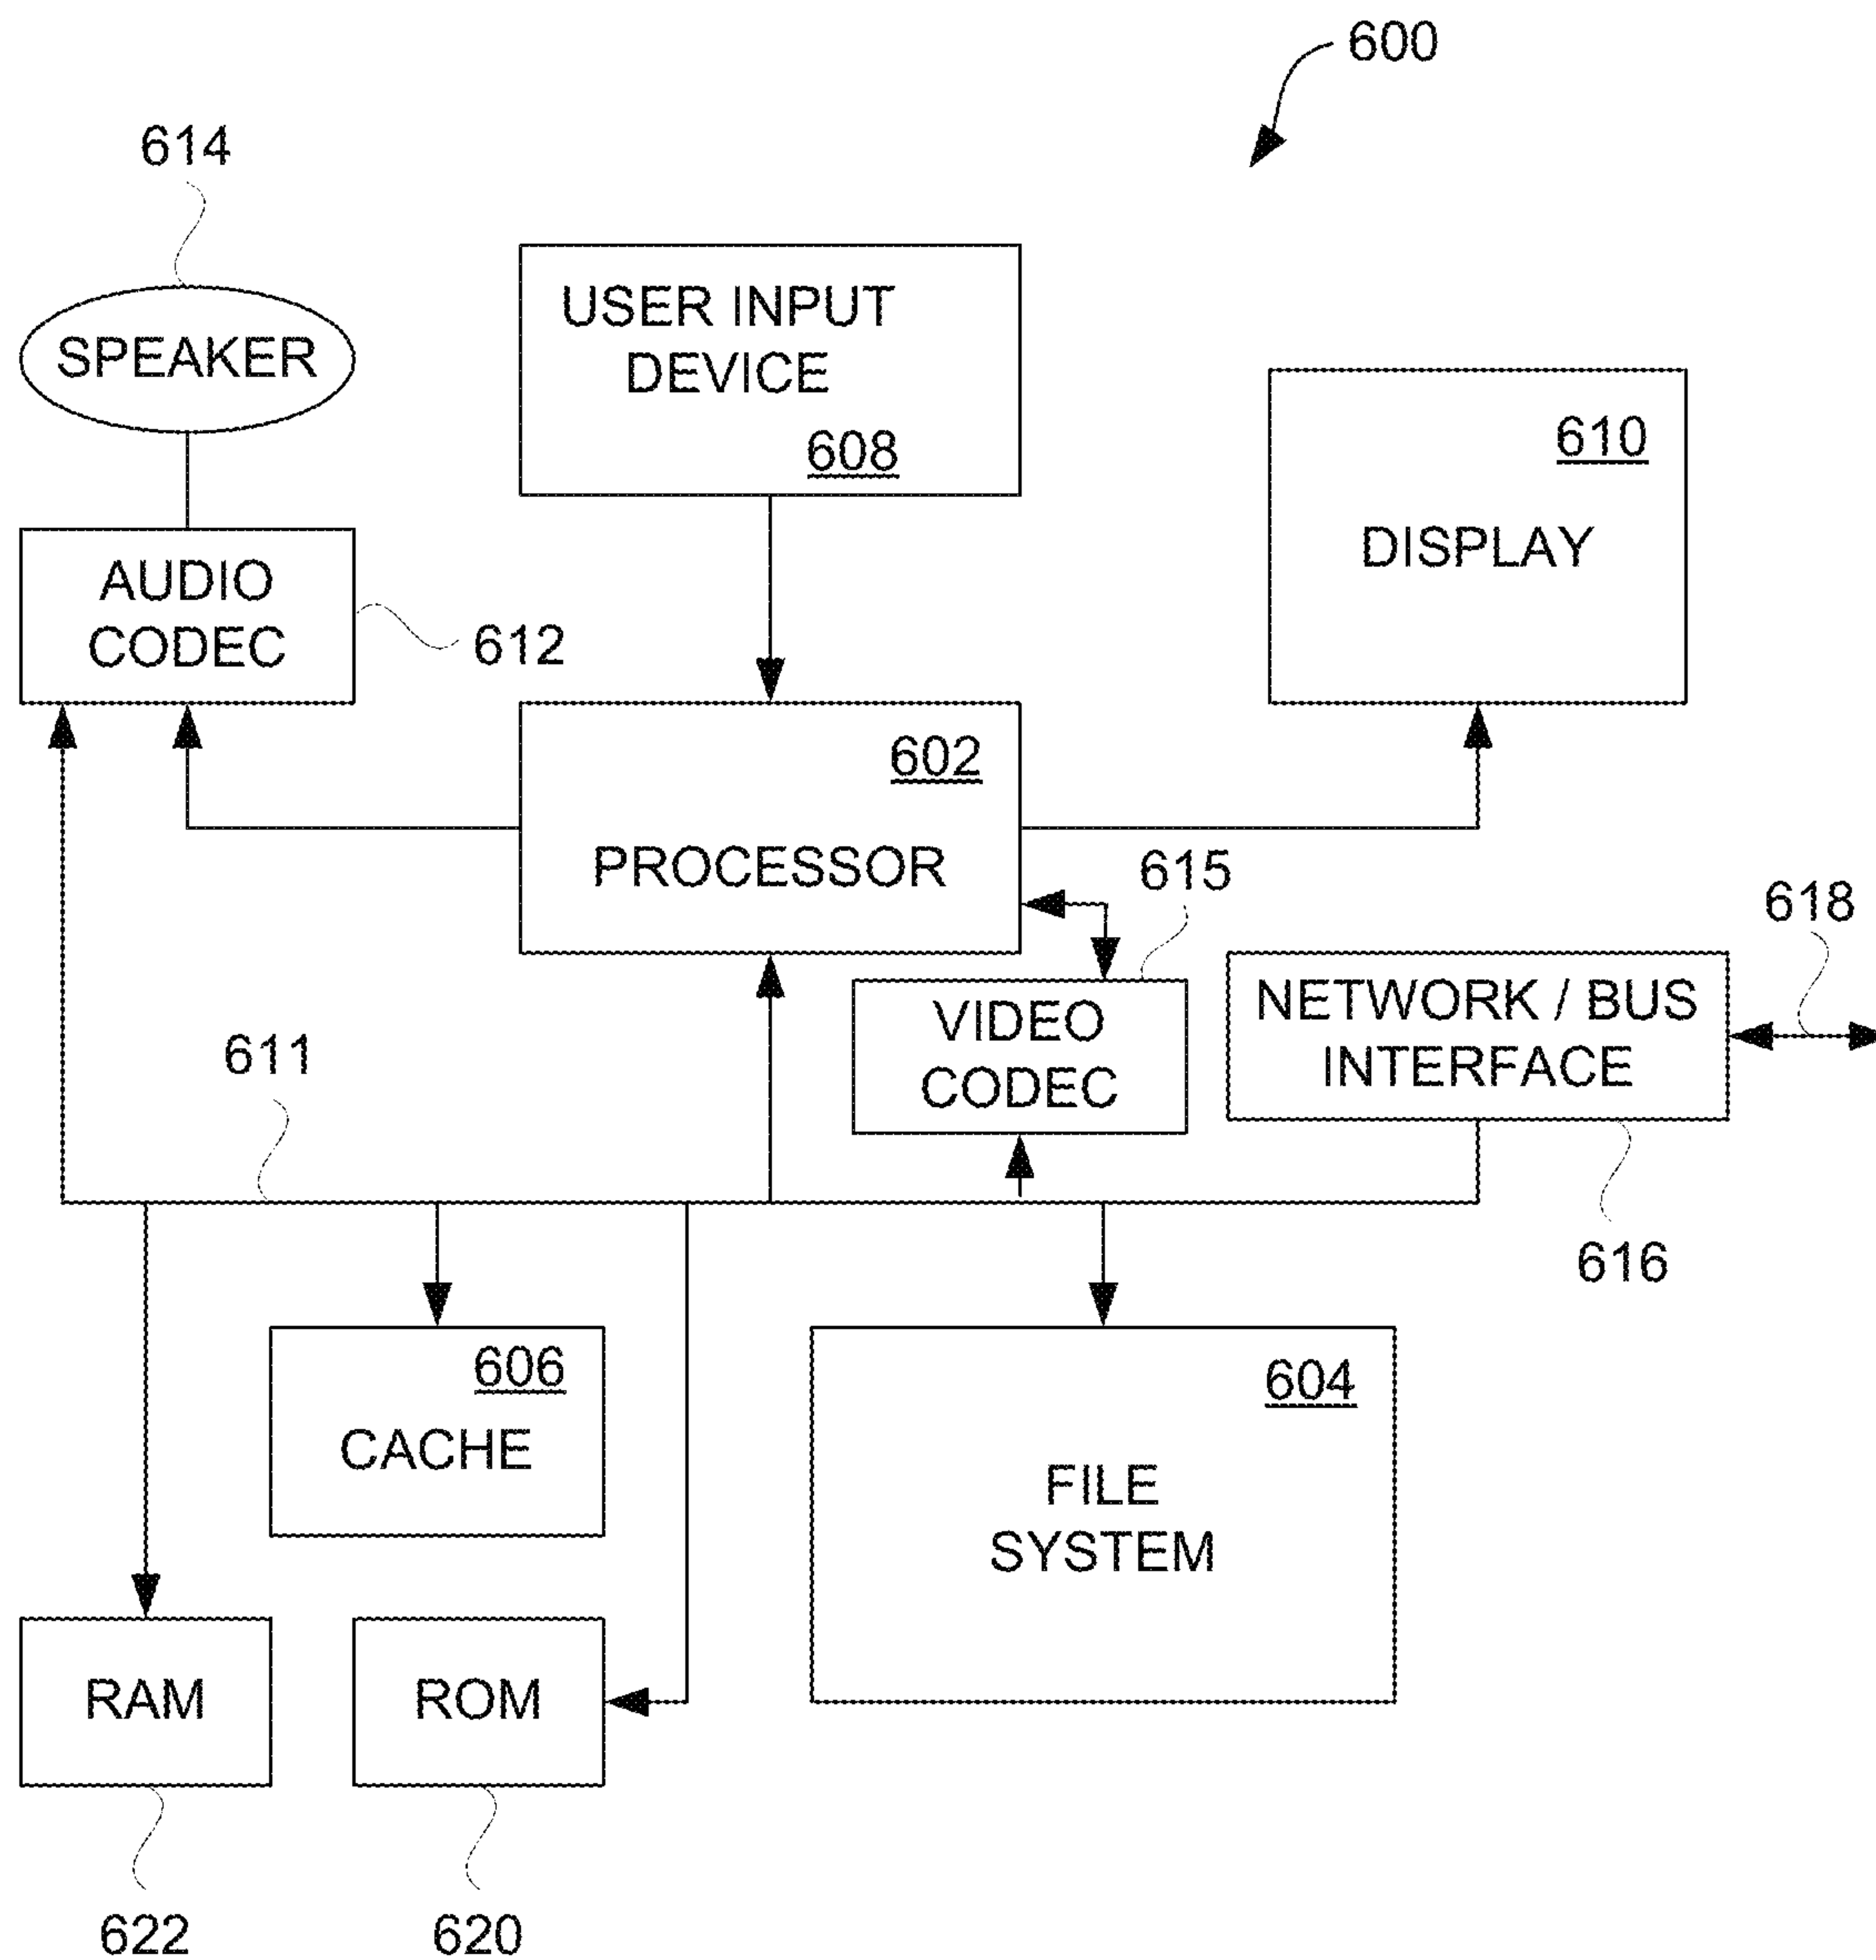 600
614
SPEAKER
USER INPUT
DEVICE
608
610
DISPLAY
AUDIO
CODEC
612
602
PROCESSOR
615
618
VIDEO
CODEC
NETWORK / BUS
INTERFACE
611
616
606
CACHE
604
FILE
SYSTEM
RAM
ROM
622
620